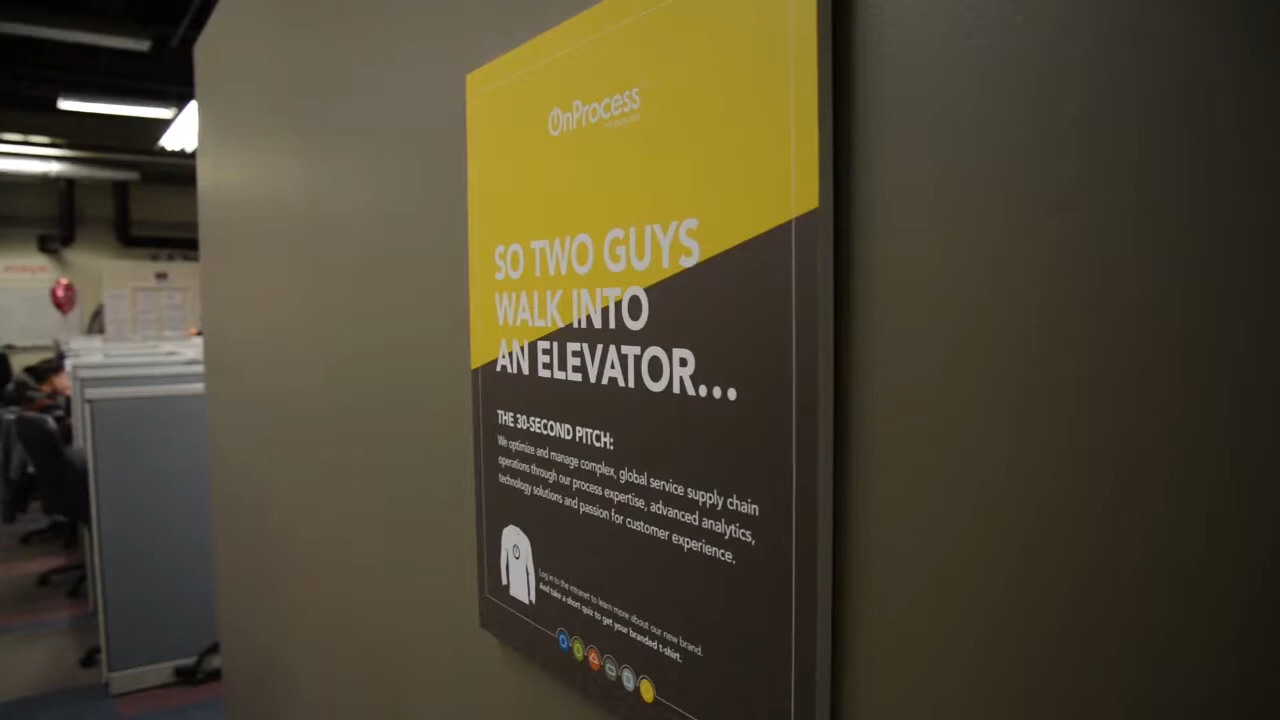 OnProcess
TECHNOLOGY
SO TWO GUYS
WALK INTO
AN ELEVATOR...
THE 30-SECOND PITCH:
We optimize and manage complex, global service supply chain
operations through our process expertise, advanced analytics,
technology solutions and passion for customer experience.
Log in to the intranet to learn more about our new brand.
And take a short quiz to get your branded t-shirt.